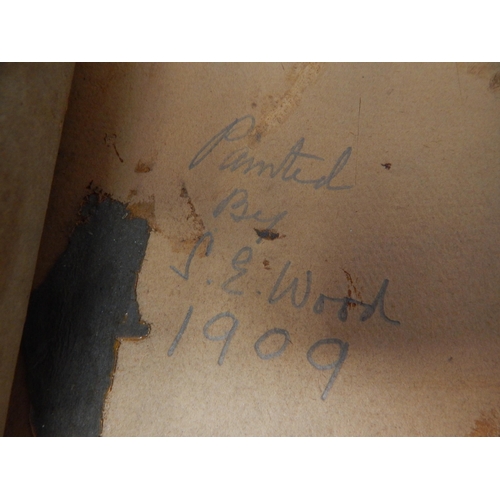 Painted
By
S. E. Wood
1909